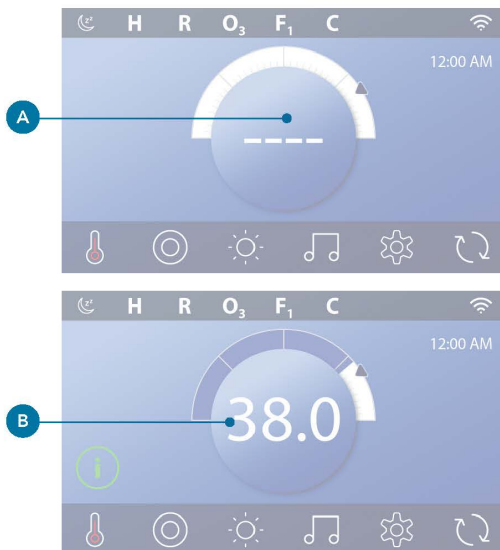 H R O₃ F₁ C
12:00 AM
A
– – – –
H R O₃ F₁ C
12:00 AM
B
38.0
i